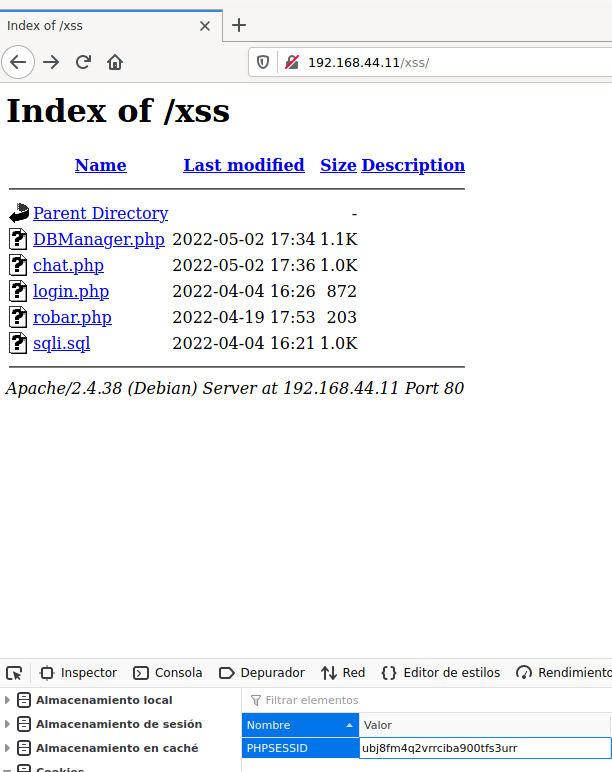 Index of /xss
192.168.44.11/xss/
Index of /xss
Name Last modified Size Description
Parent Directory -
DBManager.php 2022-05-02 17:34 1.1K
chat.php 2022-05-02 17:36 1.0K
login.php 2022-04-04 16:26 872
robar.php 2022-04-19 17:53 203
sqli.sql 2022-04-04 16:21 1.0K
Apache/2.4.38 (Debian) Server at 192.168.44.11 Port 80
Inspector Consola Depurador Red Editor de estilos Rendimiento
Almacenamiento local Filtrar elementos
Almacenamiento de sesión Nombre Valor
Almacenamiento en caché PHPSESSID ubj8fm4q2vrrciba900tfs3urr
Cookies